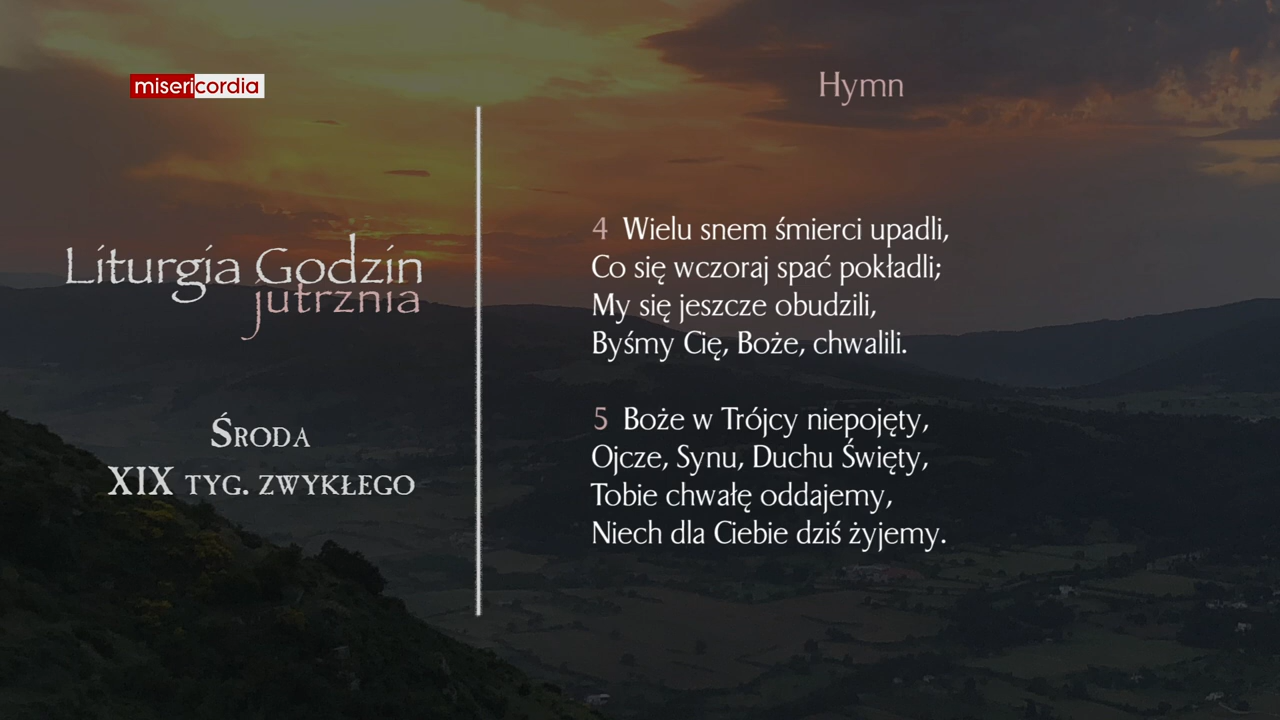 misericordia
Liturgia Godzin
jutrznia
Środa
XIX tyg. zwykłego
Hymn
4 Wielu snem śmierci upadli,
Co się wczoraj spać pokładli;
My się jeszcze obudzili,
Byśmy Cię, Boże, chwalili.
5 Boże w Trójcy niepojęty,
Ojcze, Synu, Duchu Święty,
Tobie chwałę oddajemy,
Niech dla Ciebie dziś żyjemy.